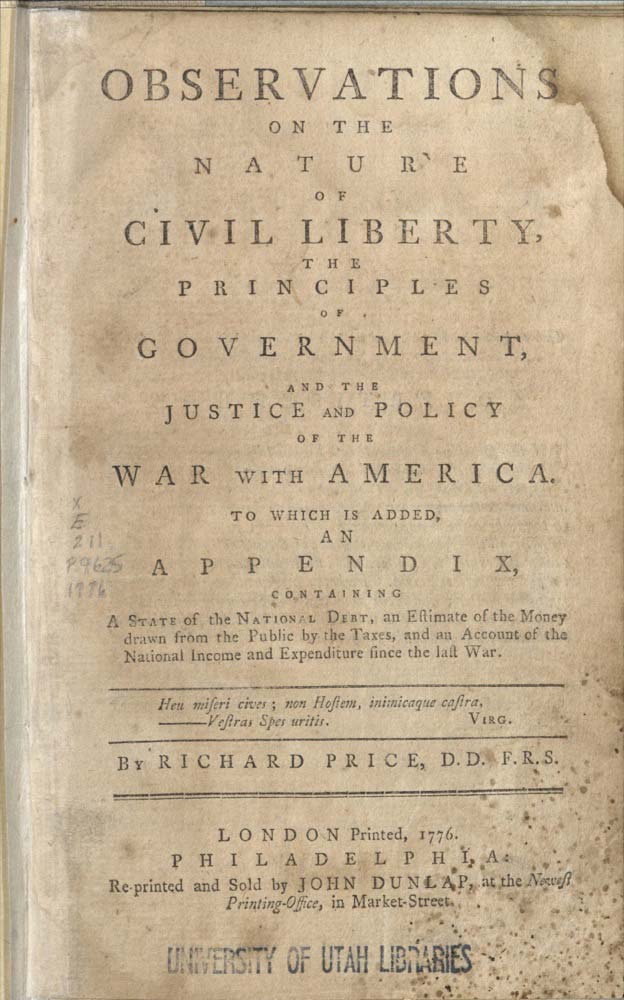 OBSERVATIONS
ON THE
NATURE
OF
CIVIL LIBERTY,
THE
PRINCIPLES
OF
GOVERNMENT,
AND THE
JUSTICE AND POLICY
OF THE
WAR WITH AMERICA.
TO WHICH IS ADDED,
AN
APPENDIX,
CONTAINING
A STATE of the NATIONAL DEBT, an Eſtimate of the Money
drawn from the Public by the Taxes, and an Account of the
National Income and Expenditure ſince the laſt War.
Heu miſeri cives; non Hoſtem, inimicaque caſtra,
———Veſtras Spes uritis. VIRG.
BY RICHARD PRICE, D.D. F.R.S.
LONDON Printed, 1776.
PHILADELPHIA:
Re-printed and Sold by JOHN DUNLAP, at the Neweſt
Printing-Office, in Market-Street.
X
E
211
P9625
1776
UNIVERSITY OF UTAH LIBRARIES